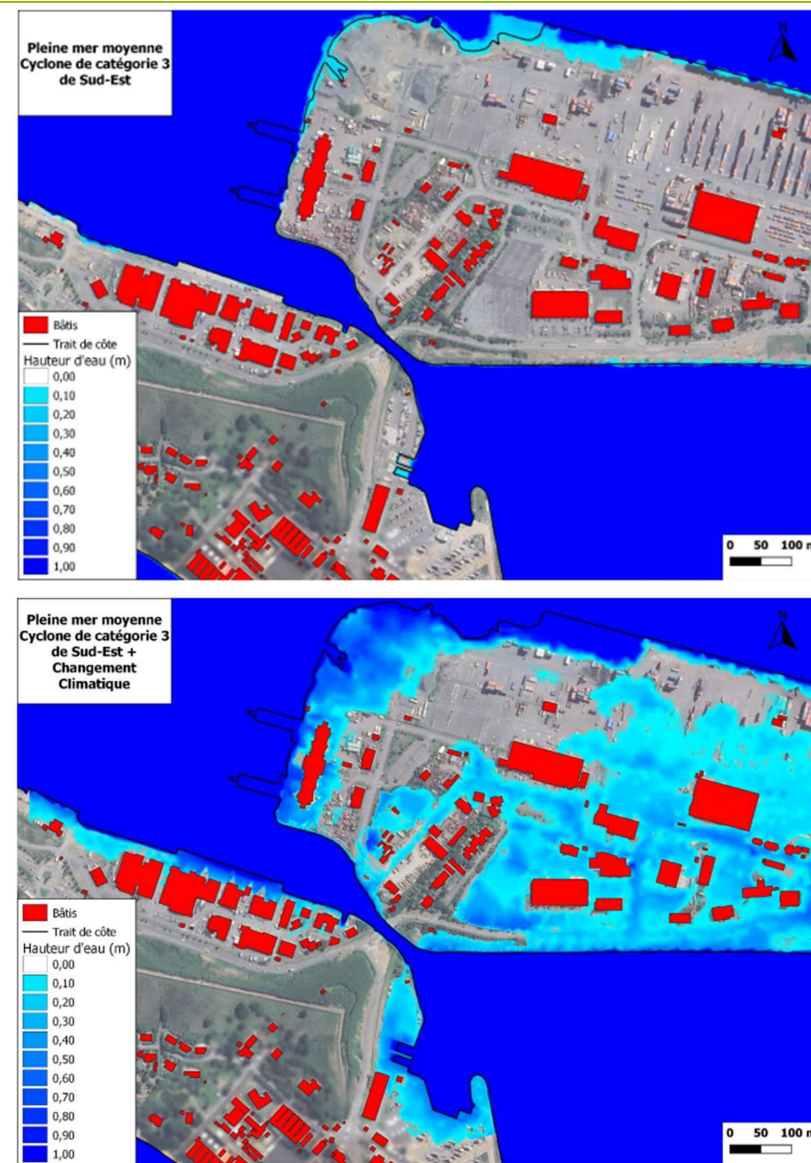 Pleine mer moyenne
Cyclone de catégorie 3
de Sud-Est
N
Bâtis
Trait de côte
Hauteur d'eau (m)
0,00
0,10
0,20
0,30
0,40
0,50
0,60
0,70
0,80
0,90
1,00
0 50 100 m
Pleine mer moyenne
Cyclone de catégorie 3
de Sud-Est +
Changement
Climatique
N
Bâtis
Trait de côte
Hauteur d'eau (m)
0,00
0,10
0,20
0,30
0,40
0,50
0,60
0,70
0,80
0,90
1,00
0 50 100 m